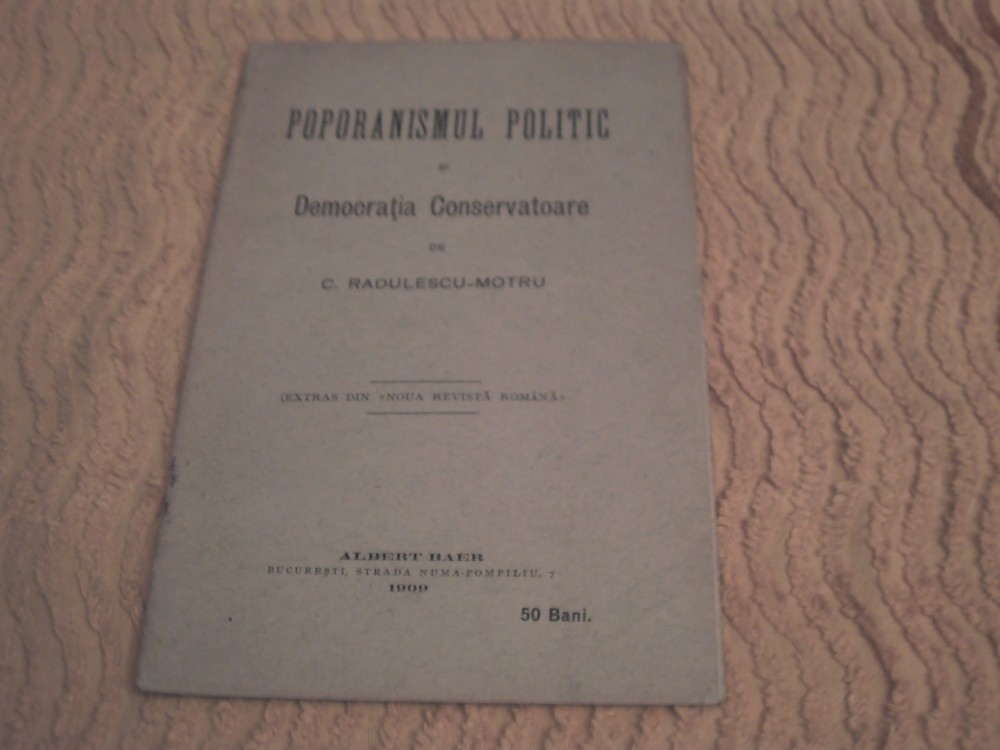 POPORANISMUL POLITIC
ȘI
Democrația Conservatoare
DE
C. RADULESCU-MOTRU
(EXTRAS DIN «NOUA REVISTĂ ROMÂNĂ»
ALBERT BAER
BUCUREȘTI, STRADA NUMA-POMPILIU, 7
1909
50 Bani.